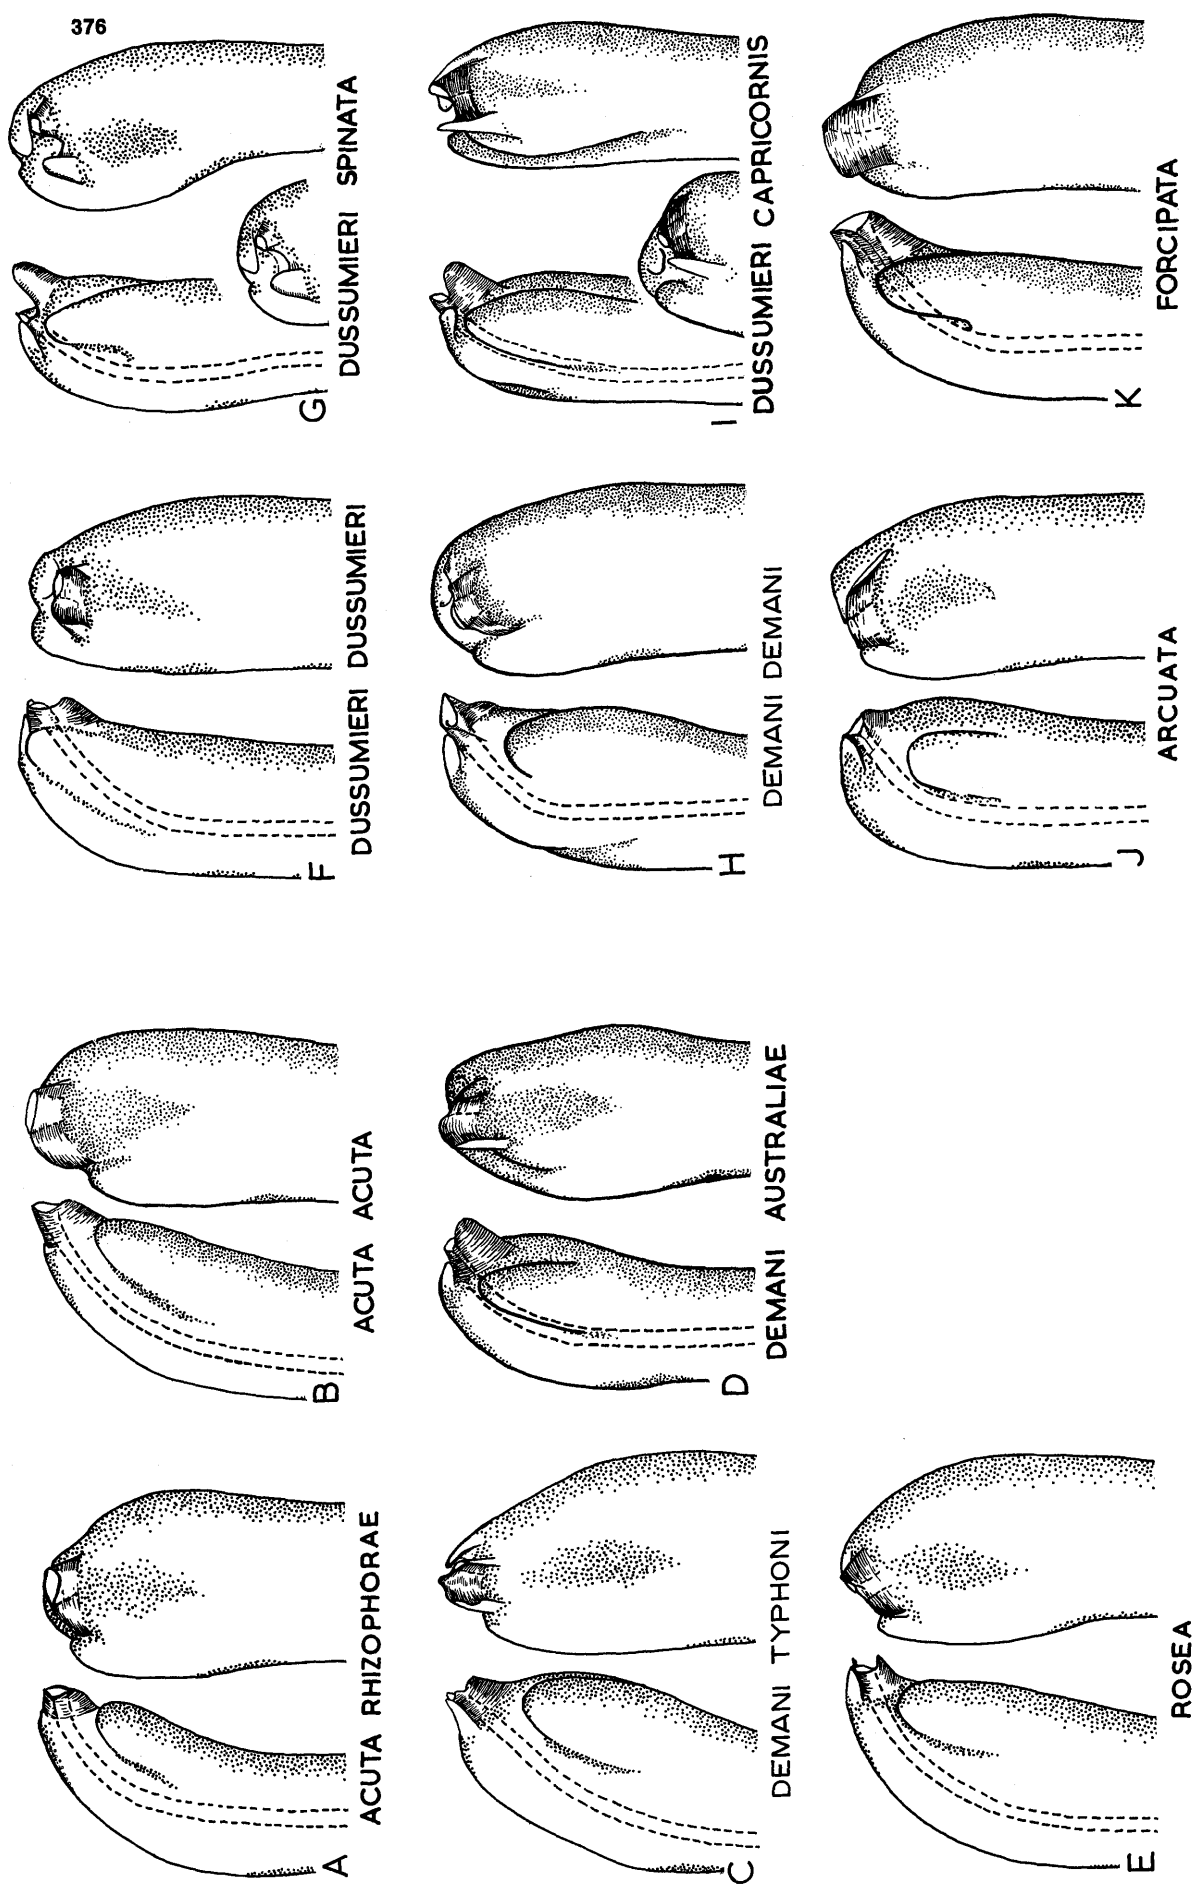 376
A
ACUTA RHIZOPHORAE
B
ACUTA ACUTA
F
DUSSUMIERI DUSSUMIERI
G
DUSSUMIERI SPINATA
C
DEMANI TYPHONI
D
DEMANI AUSTRALIAE
H
DEMANI DEMANI
I
DUSSUMIERI CAPRICORNIS
E
ROSEA
J
ARCUATA
K
FORCIPATA